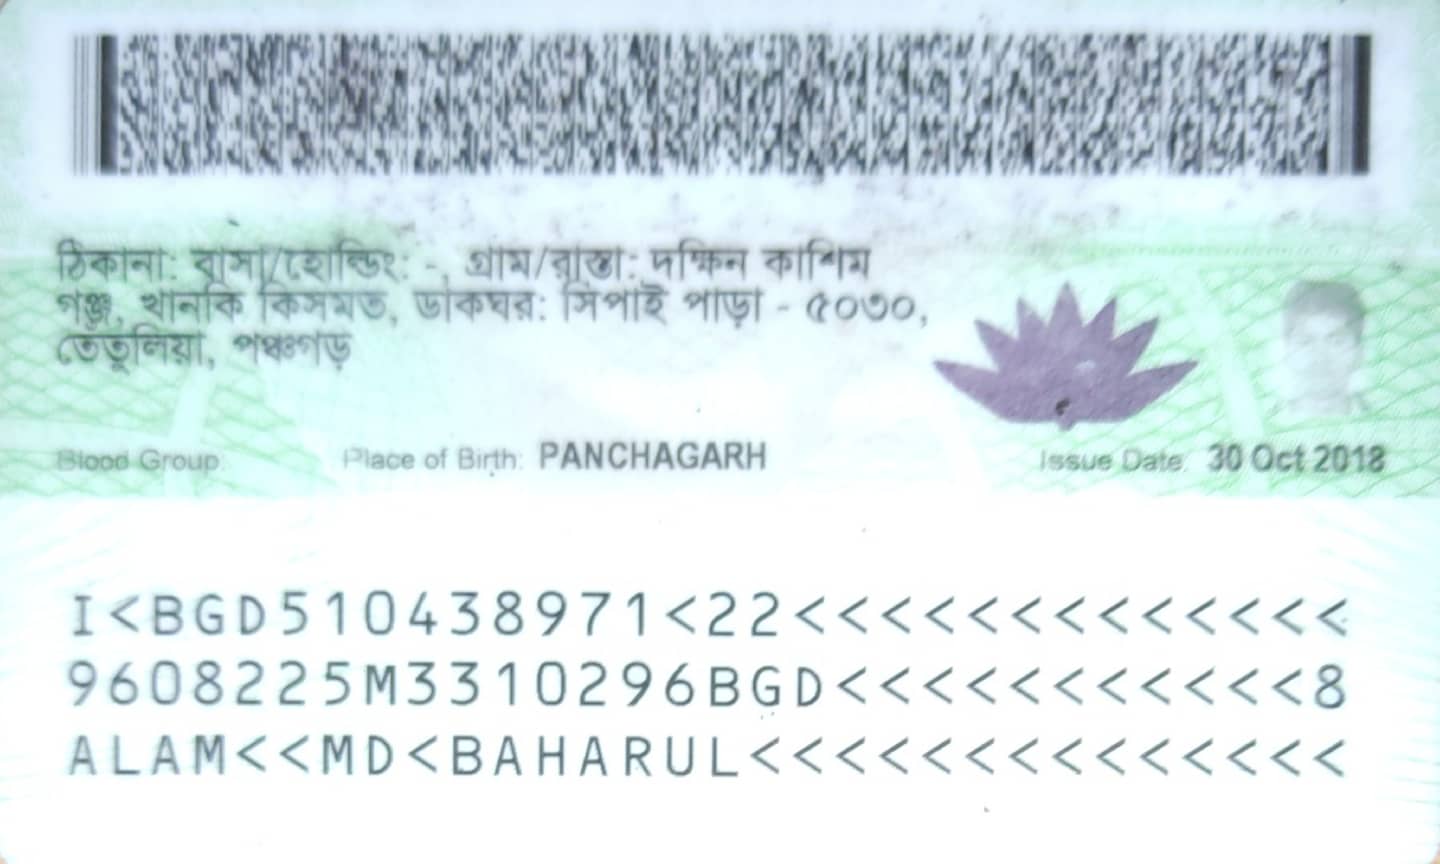 ঠিকানা: বাসা/হোল্ডিং: -, গ্রাম/রাস্তা: দক্ষিন কাশিম
গঞ্জ, খানকি কিসমত, ডাকঘর: সিপাই পাড়া - ৫০৩০,
তেতুলিয়া, পঞ্চগড়
Blood Group: Place of Birth: PANCHAGARH Issue Date: 30 Oct 2018
I<BGD510438971<22<<<<<<<<<<<<<<<
9608225M3310296BGD<<<<<<<<<<<8
ALAM<<MD<BAHARUL<<<<<<<<<<<<<<